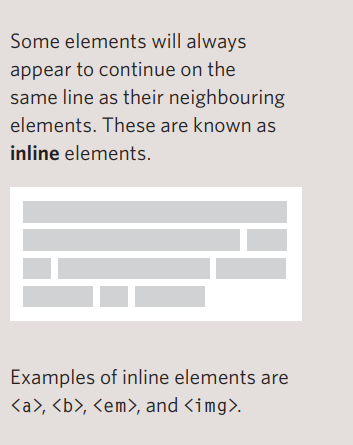 Some elements will always
appear to continue on the
same line as their neighbouring
elements. These are known as
inline elements.
Examples of inline elements are
<a>, <b>, <em>, and <img>.